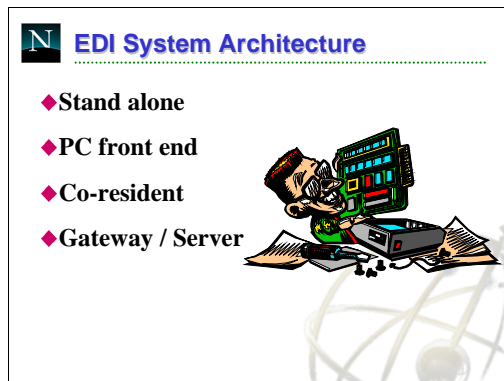 N
EDI System Architecture
◆Stand alone
◆PC front end
◆Co-resident
◆Gateway / Server